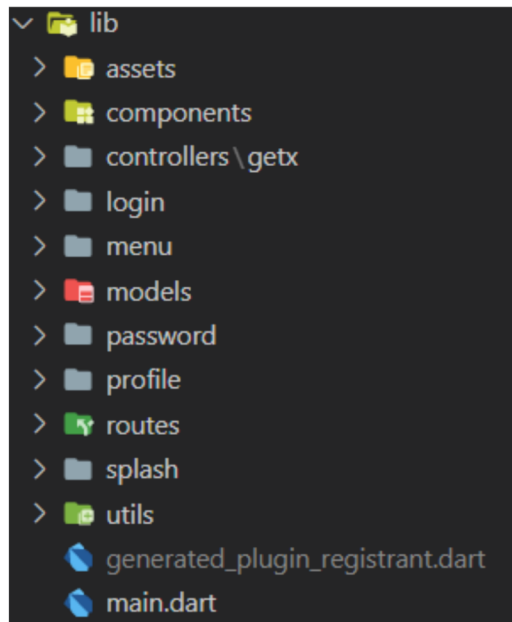 lib
assets
components
controllers\getx
login
menu
models
password
profile
routes
splash
utils
generated_plugin_registrant.dart
main.dart